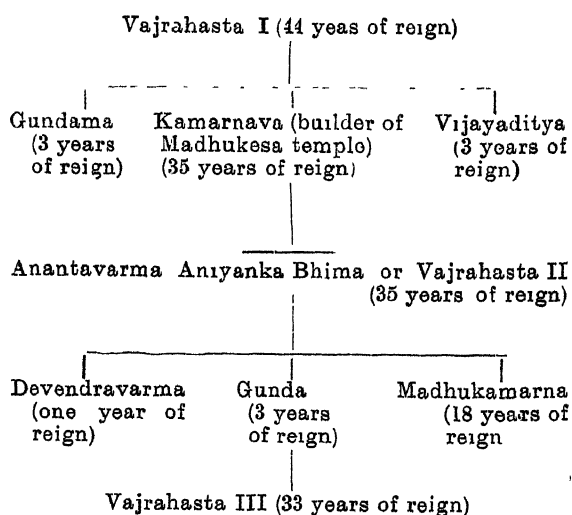 Vajrahasta I (44 yeas of reign)
Gundama Kamarnava (builder of Vijayaditya
(3 years Madhukesa temple) (3 years of
of reign) (35 years of reign) reign)
Anantavarma Aniyanka Bhima or Vajrahasta II
(35 years of reign)
Devendravarma Gunda Madhukamarna
(one year of (3 years (18 years of
reign) of reign) reign
Vajrahasta III (33 years of reign)